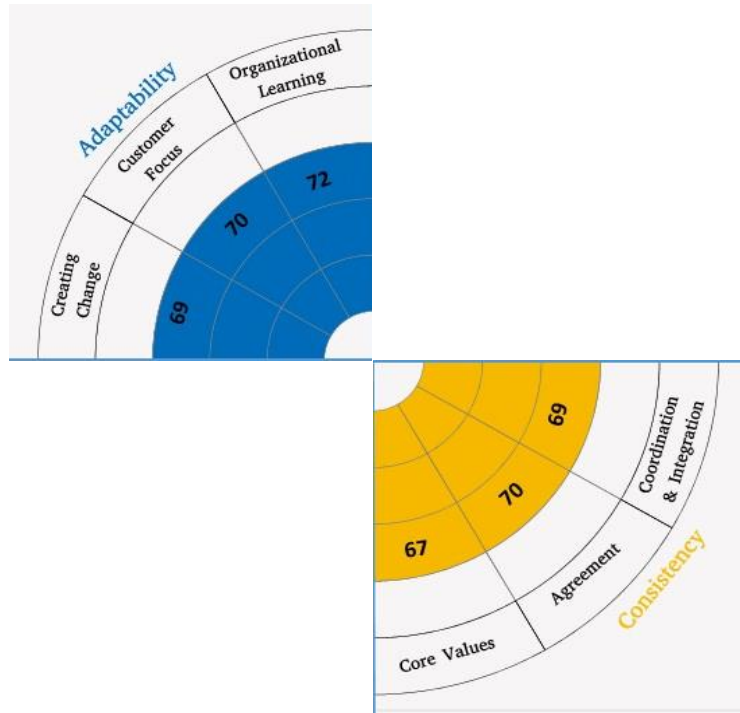 Adaptability
Organizational
Learning
Customer
Focus
Creating
Change
72
70
69
69
70
67
Coordination
& Integration
Agreement
Core Values
Consistency